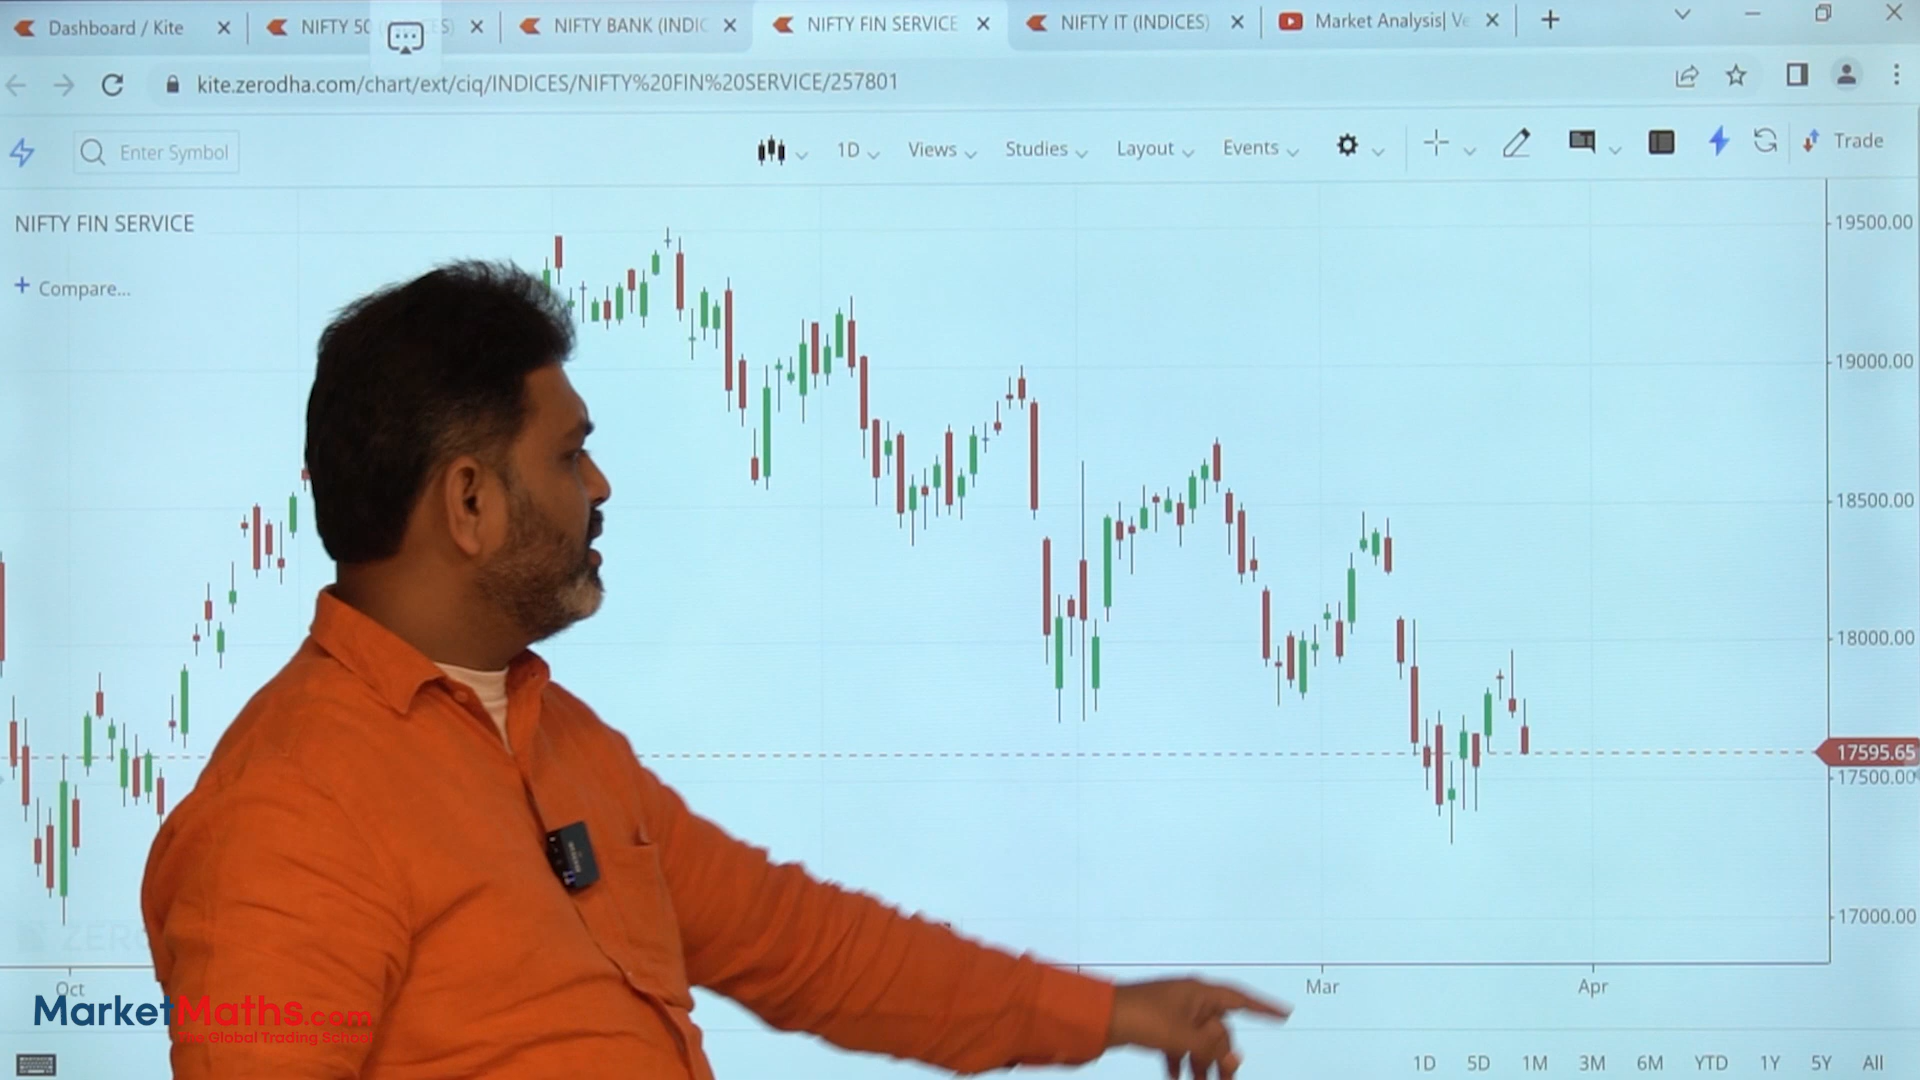 Dashboard / Kite
NIFTY 50
NIFTY BANK (INDIC
NIFTY FIN SERVICE
NIFTY IT (INDICES)
Market Analysis| Ve
kite.zerodha.com/chart/ext/ciq/INDICES/NIFTY%20FIN%20SERVICE/257801
Enter Symbol
1D
Views
Studies
Layout
Events
Trade
NIFTY FIN SERVICE
+ Compare...
19500.00
19000.00
18500.00
18000.00
17595.65
17500.00
17000.00
Oct
Mar
Apr
MarketMaths.com
The Global Trading School
1D 5D 1M 3M 6M YTD 1Y 5Y All